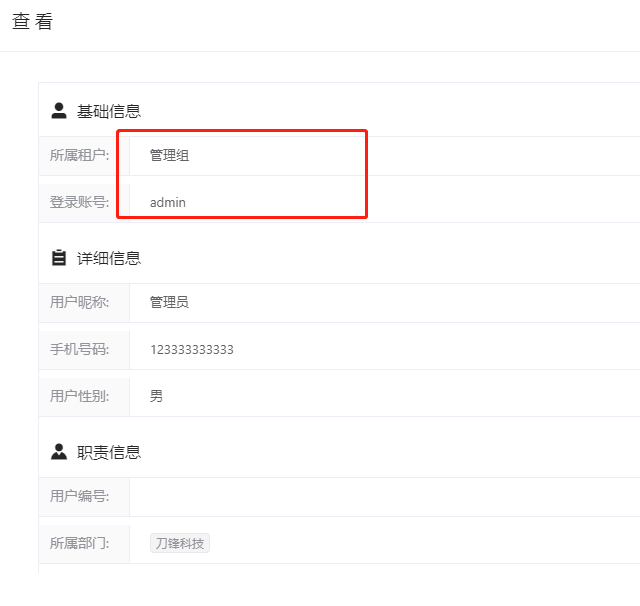 查 看
基础信息
所属租户: 管理组
登录账号: admin
详细信息
用户昵称: 管理员
手机号码: 123333333333
用户性别: 男
职责信息
用户编号:
所属部门: 刀锋科技